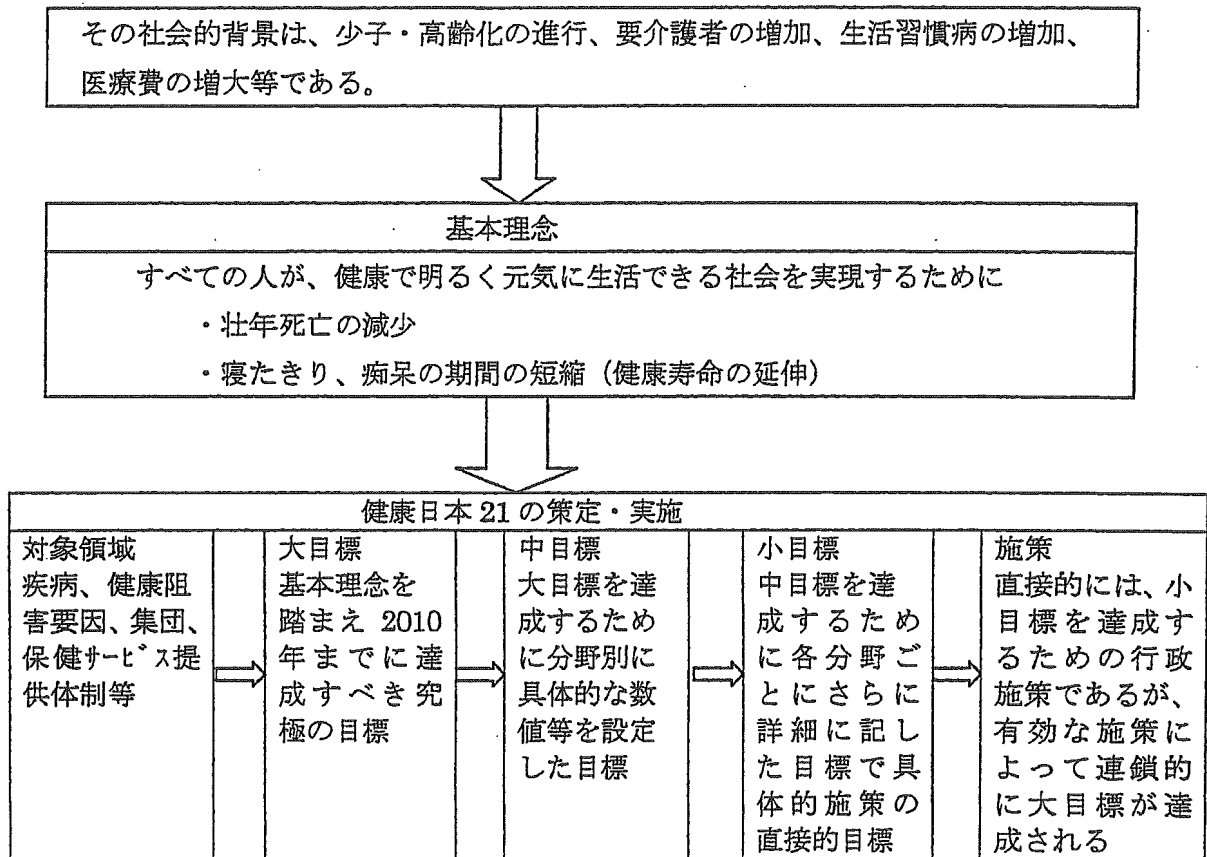 その社会的背景は、少子・高齢化の進行、要介護者の増加、生活習慣病の増加、
医療費の増大等である。
基本理念
すべての人が、健康で明るく元気に生活できる社会を実現するために
・壮年死亡の減少
・寝たきり、痴呆の期間の短縮（健康寿命の延伸）
健康日本 21 の策定・実施
対象領域
疾病、健康阻
害要因、集団、
保健ｻｰﾋﾞｽ提
供体制等
大目標
基本理念を
踏まえ 2010
年までに達
成すべき究
極の目標
中目標
大目標を達
成するため
に分野別に
具体的な数
値等を設定
した目標
小目標
中目標を達
成するため
に各分野ご
とにさらに
詳細に記し
た目標で具
体的施策の
直接的目標
施策
直接的には、小
目標を達成す
るための行政
施策であるが、
有効な施策に
よって連鎖的
に大目標が達
成される